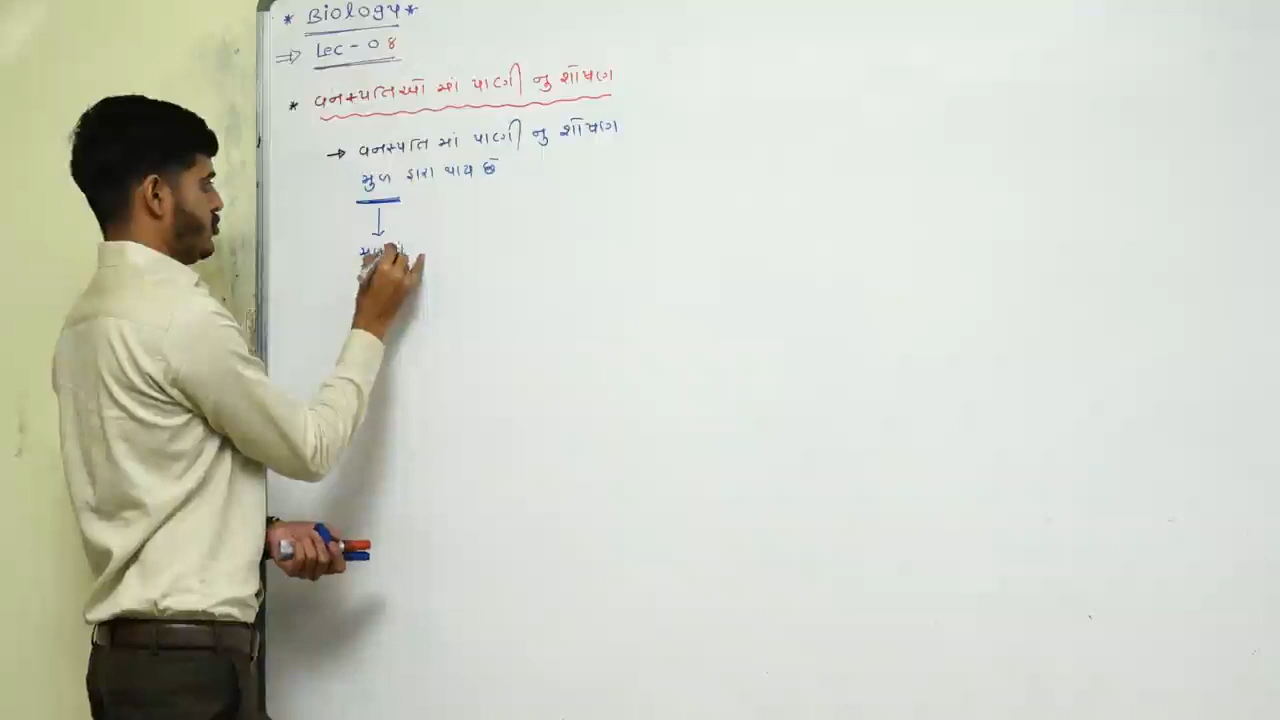 * Biology *
⇒ Lec - 08
* વનસ્પતિઓ માં પાણી નુ શોષણ
→ વનસ્પતિ માં પાણી નુ શોષણ
મુળ દ્વારા થાય છે